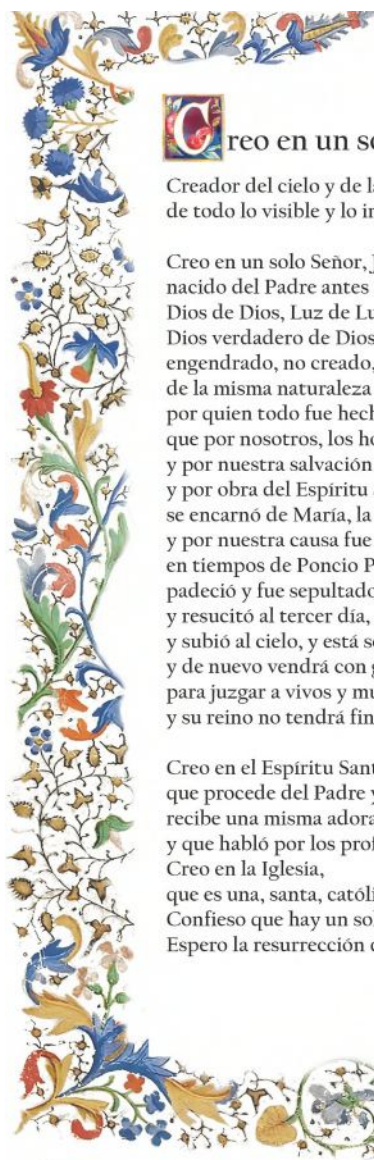 Creo en un so
Creador del cielo y de la
de todo lo visible y lo in
Creo en un solo Señor, J
nacido del Padre antes
Dios de Dios, Luz de Lu
Dios verdadero de Dios
engendrado, no creado,
de la misma naturaleza
por quien todo fue hech
que por nosotros, los ho
y por nuestra salvación
y por obra del Espíritu
se encarnó de María, la
y por nuestra causa fue
en tiempos de Poncio P
padeció y fue sepultado
y resucitó al tercer día,
y subió al cielo, y está se
y de nuevo vendrá con g
para juzgar a vivos y mu
y su reino no tendrá fin
Creo en el Espíritu Sant
que procede del Padre y
recibe una misma adora
y que habló por los prof
Creo en la Iglesia,
que es una, santa, católi
Confieso que hay un sol
Espero la resurrección d